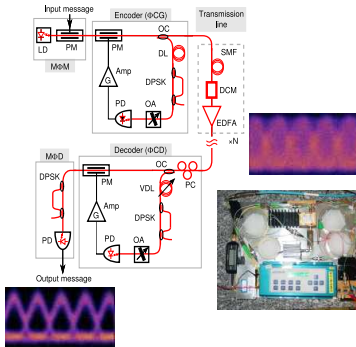 Input message
Encoder (ΦCG)
Transmission
line
OC
LD
PM
PM
DL
SMF
MΦM
Amp
DPSK
DCM
G
PD
OA
EDFA
×N
MΦD
Decoder (ΦCD)
OC
DPSK
PM
PC
VDL
Amp
G
DPSK
PD
PD
OA
Output message